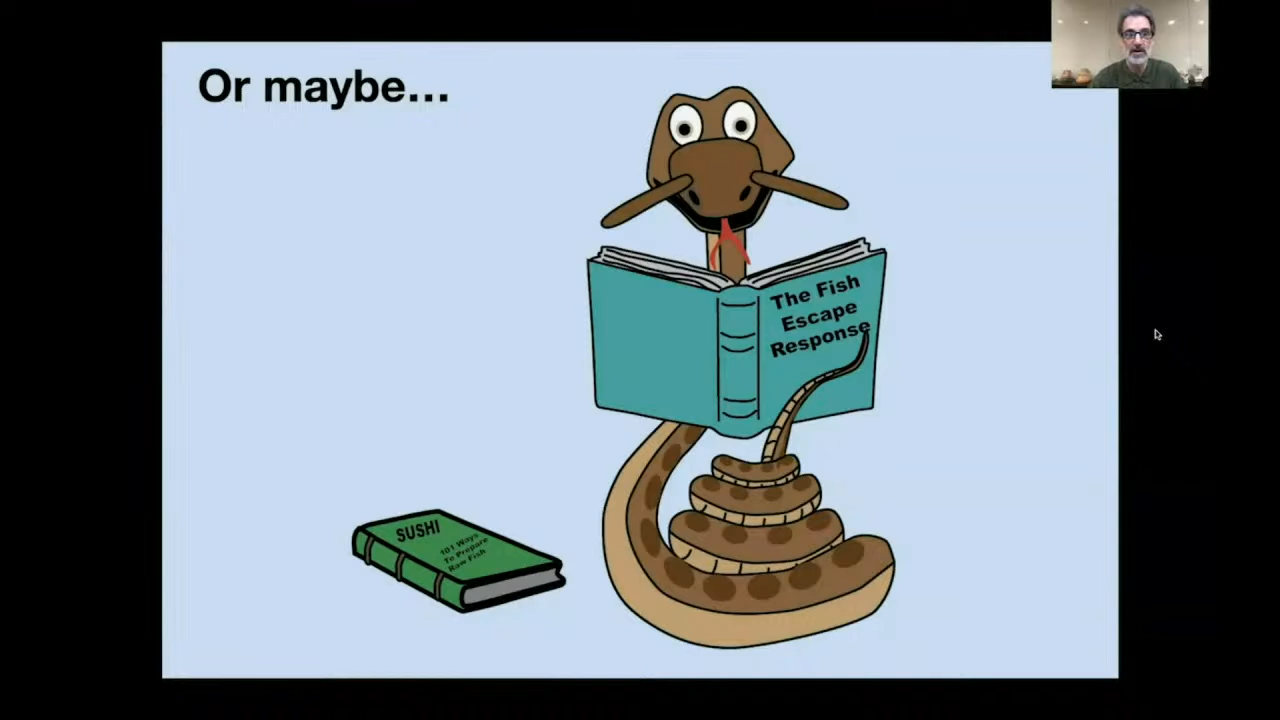 Or maybe...
The Fish
Escape
Response
SUSHI
101 Ways
To Prepare
Raw Fish